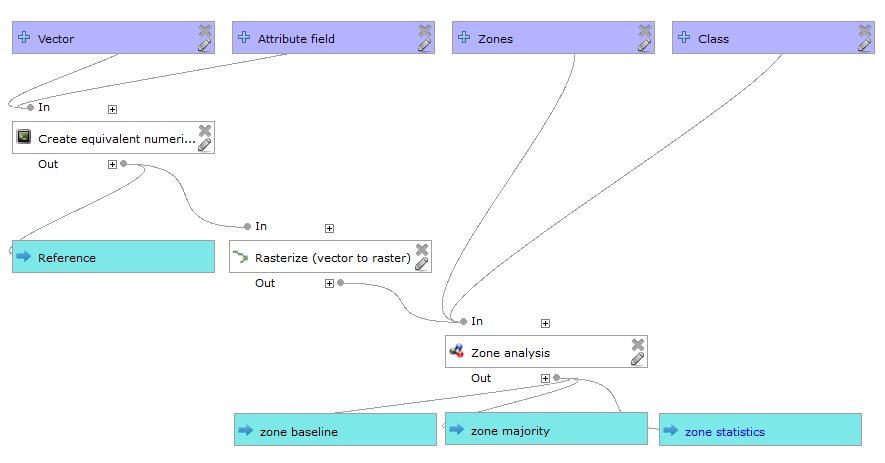 Vector
Attribute field
Zones
Class
In
Create equivalent numeri...
Out
In
Reference
Rasterize (vector to raster)
Out
In
Zone analysis
Out
zone baseline
zone majority
zone statistics